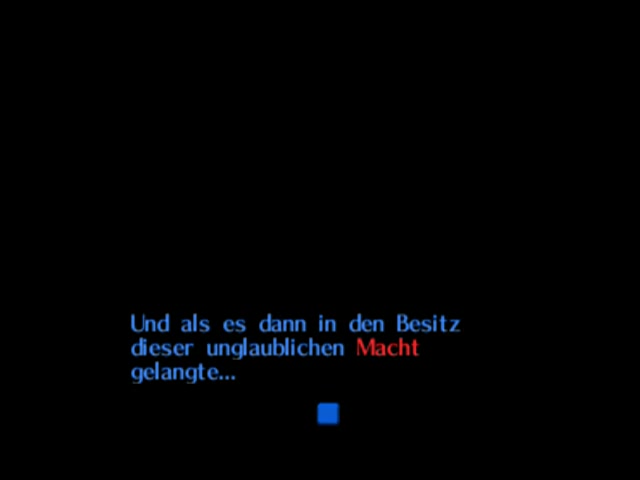 Und als es dann in den Besitz
dieser unglaublichen Macht
gelangte...